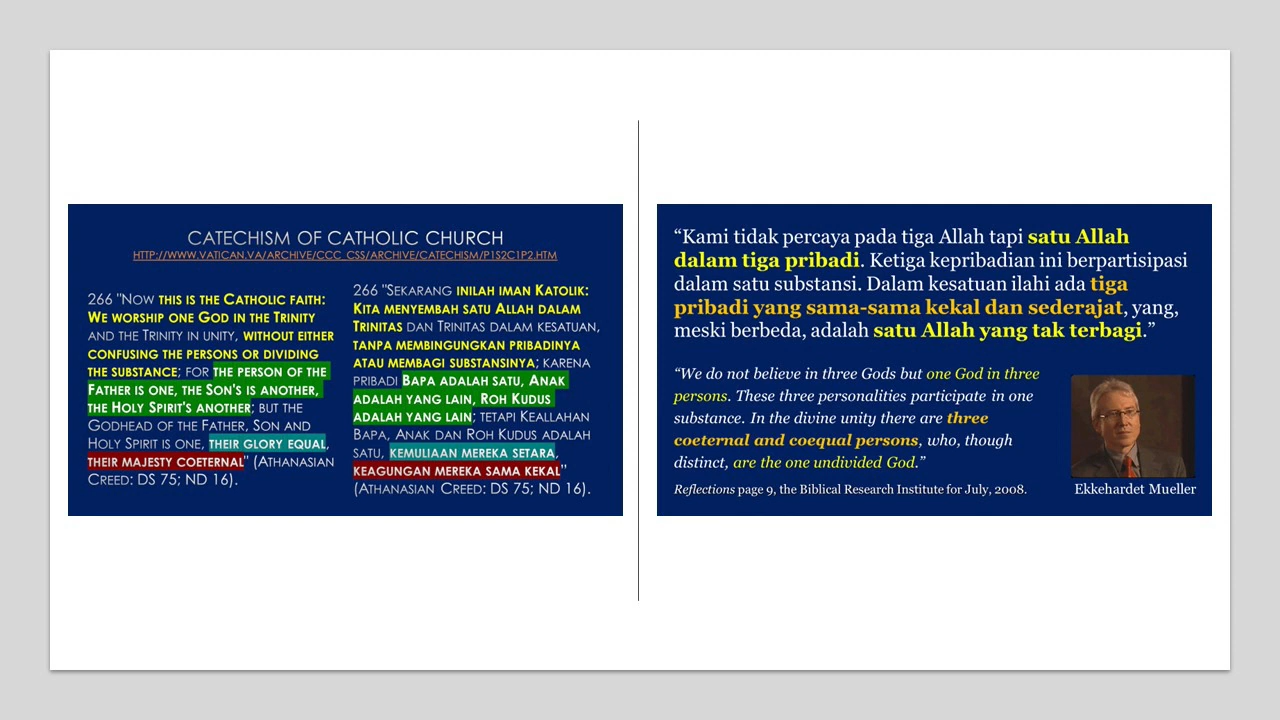 CATECHISM OF CATHOLIC CHURCH
HTTP://WWW.VATICAN.VA/ARCHIVE/CCC_CSS/ARCHIVE/CATECHISM/P1S2C1P2.HTM
266 "NOW THIS IS THE CATHOLIC FAITH:
WE WORSHIP ONE GOD IN THE TRINITY
AND THE TRINITY IN UNITY, WITHOUT EITHER
CONFUSING THE PERSONS OR DIVIDING
THE SUBSTANCE; FOR THE PERSON OF THE
FATHER IS ONE, THE SON'S IS ANOTHER,
THE HOLY SPIRIT'S ANOTHER; BUT THE
GODHEAD OF THE FATHER, SON AND
HOLY SPIRIT IS ONE, THEIR GLORY EQUAL,
THEIR MAJESTY COETERNAL" (ATHANASIAN
CREED: DS 75; ND 16).
266 "SEKARANG INILAH IMAN KATOLIK:
KITA MENYEMBAH SATU ALLAH DALAM
TRINITAS DAN TRINITAS DALAM KESATUAN,
TANPA MEMBINGUNGKAN PRIBADINYA
ATAU MEMBAGI SUBSTANSINYA; KARENA
PRIBADI BAPA ADALAH SATU, ANAK
ADALAH YANG LAIN, ROH KUDUS
ADALAH YANG LAIN; TETAPI KEALLAHAN
BAPA, ANAK DAN ROH KUDUS ADALAH
SATU, KEMULIAAN MEREKA SETARA,
KEAGUNGAN MEREKA SAMA KEKAL"
(ATHANASIAN CREED: DS 75; ND 16).
“Kami tidak percaya pada tiga Allah tapi satu Allah
dalam tiga pribadi. Ketiga kepribadian ini berpartisipasi
dalam satu substansi. Dalam kesatuan ilahi ada tiga
pribadi yang sama-sama kekal dan sederajat, yang,
meski berbeda, adalah satu Allah yang tak terbagi.”
“We do not believe in three Gods but one God in three
persons. These three personalities participate in one
substance. In the divine unity there are three
coeternal and coequal persons, who, though
distinct, are the one undivided God.”
Reflections page 9, the Biblical Research Institute for July, 2008.
Ekkehardet Mueller